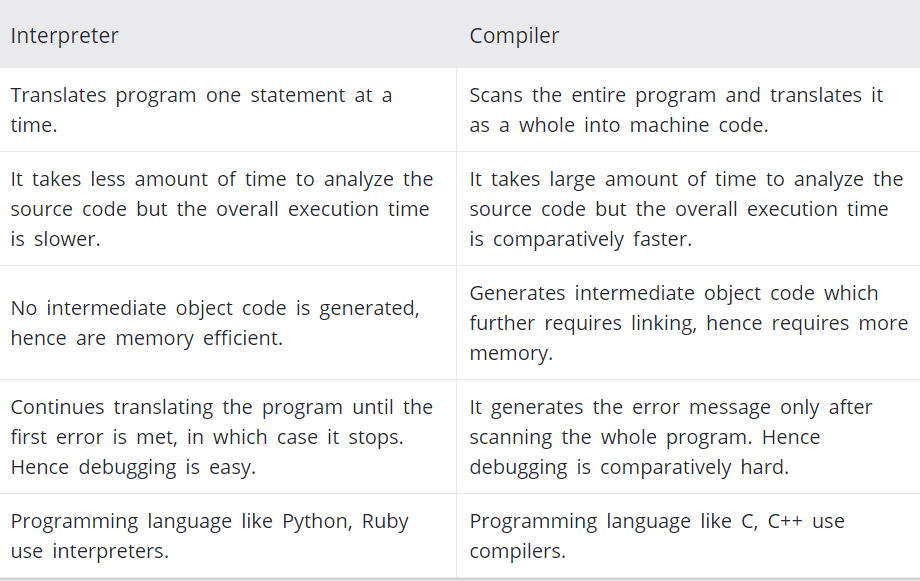 Interpreter
Compiler
Translates program one statement at a
time.
Scans the entire program and translates it
as a whole into machine code.
It takes less amount of time to analyze the
source code but the overall execution time
is slower.
It takes large amount of time to analyze the
source code but the overall execution time
is comparatively faster.
No intermediate object code is generated,
hence are memory efficient.
Generates intermediate object code which
further requires linking, hence requires more
memory.
Continues translating the program until the
first error is met, in which case it stops.
Hence debugging is easy.
It generates the error message only after
scanning the whole program. Hence
debugging is comparatively hard.
Programming language like Python, Ruby
use interpreters.
Programming language like C, C++ use
compilers.